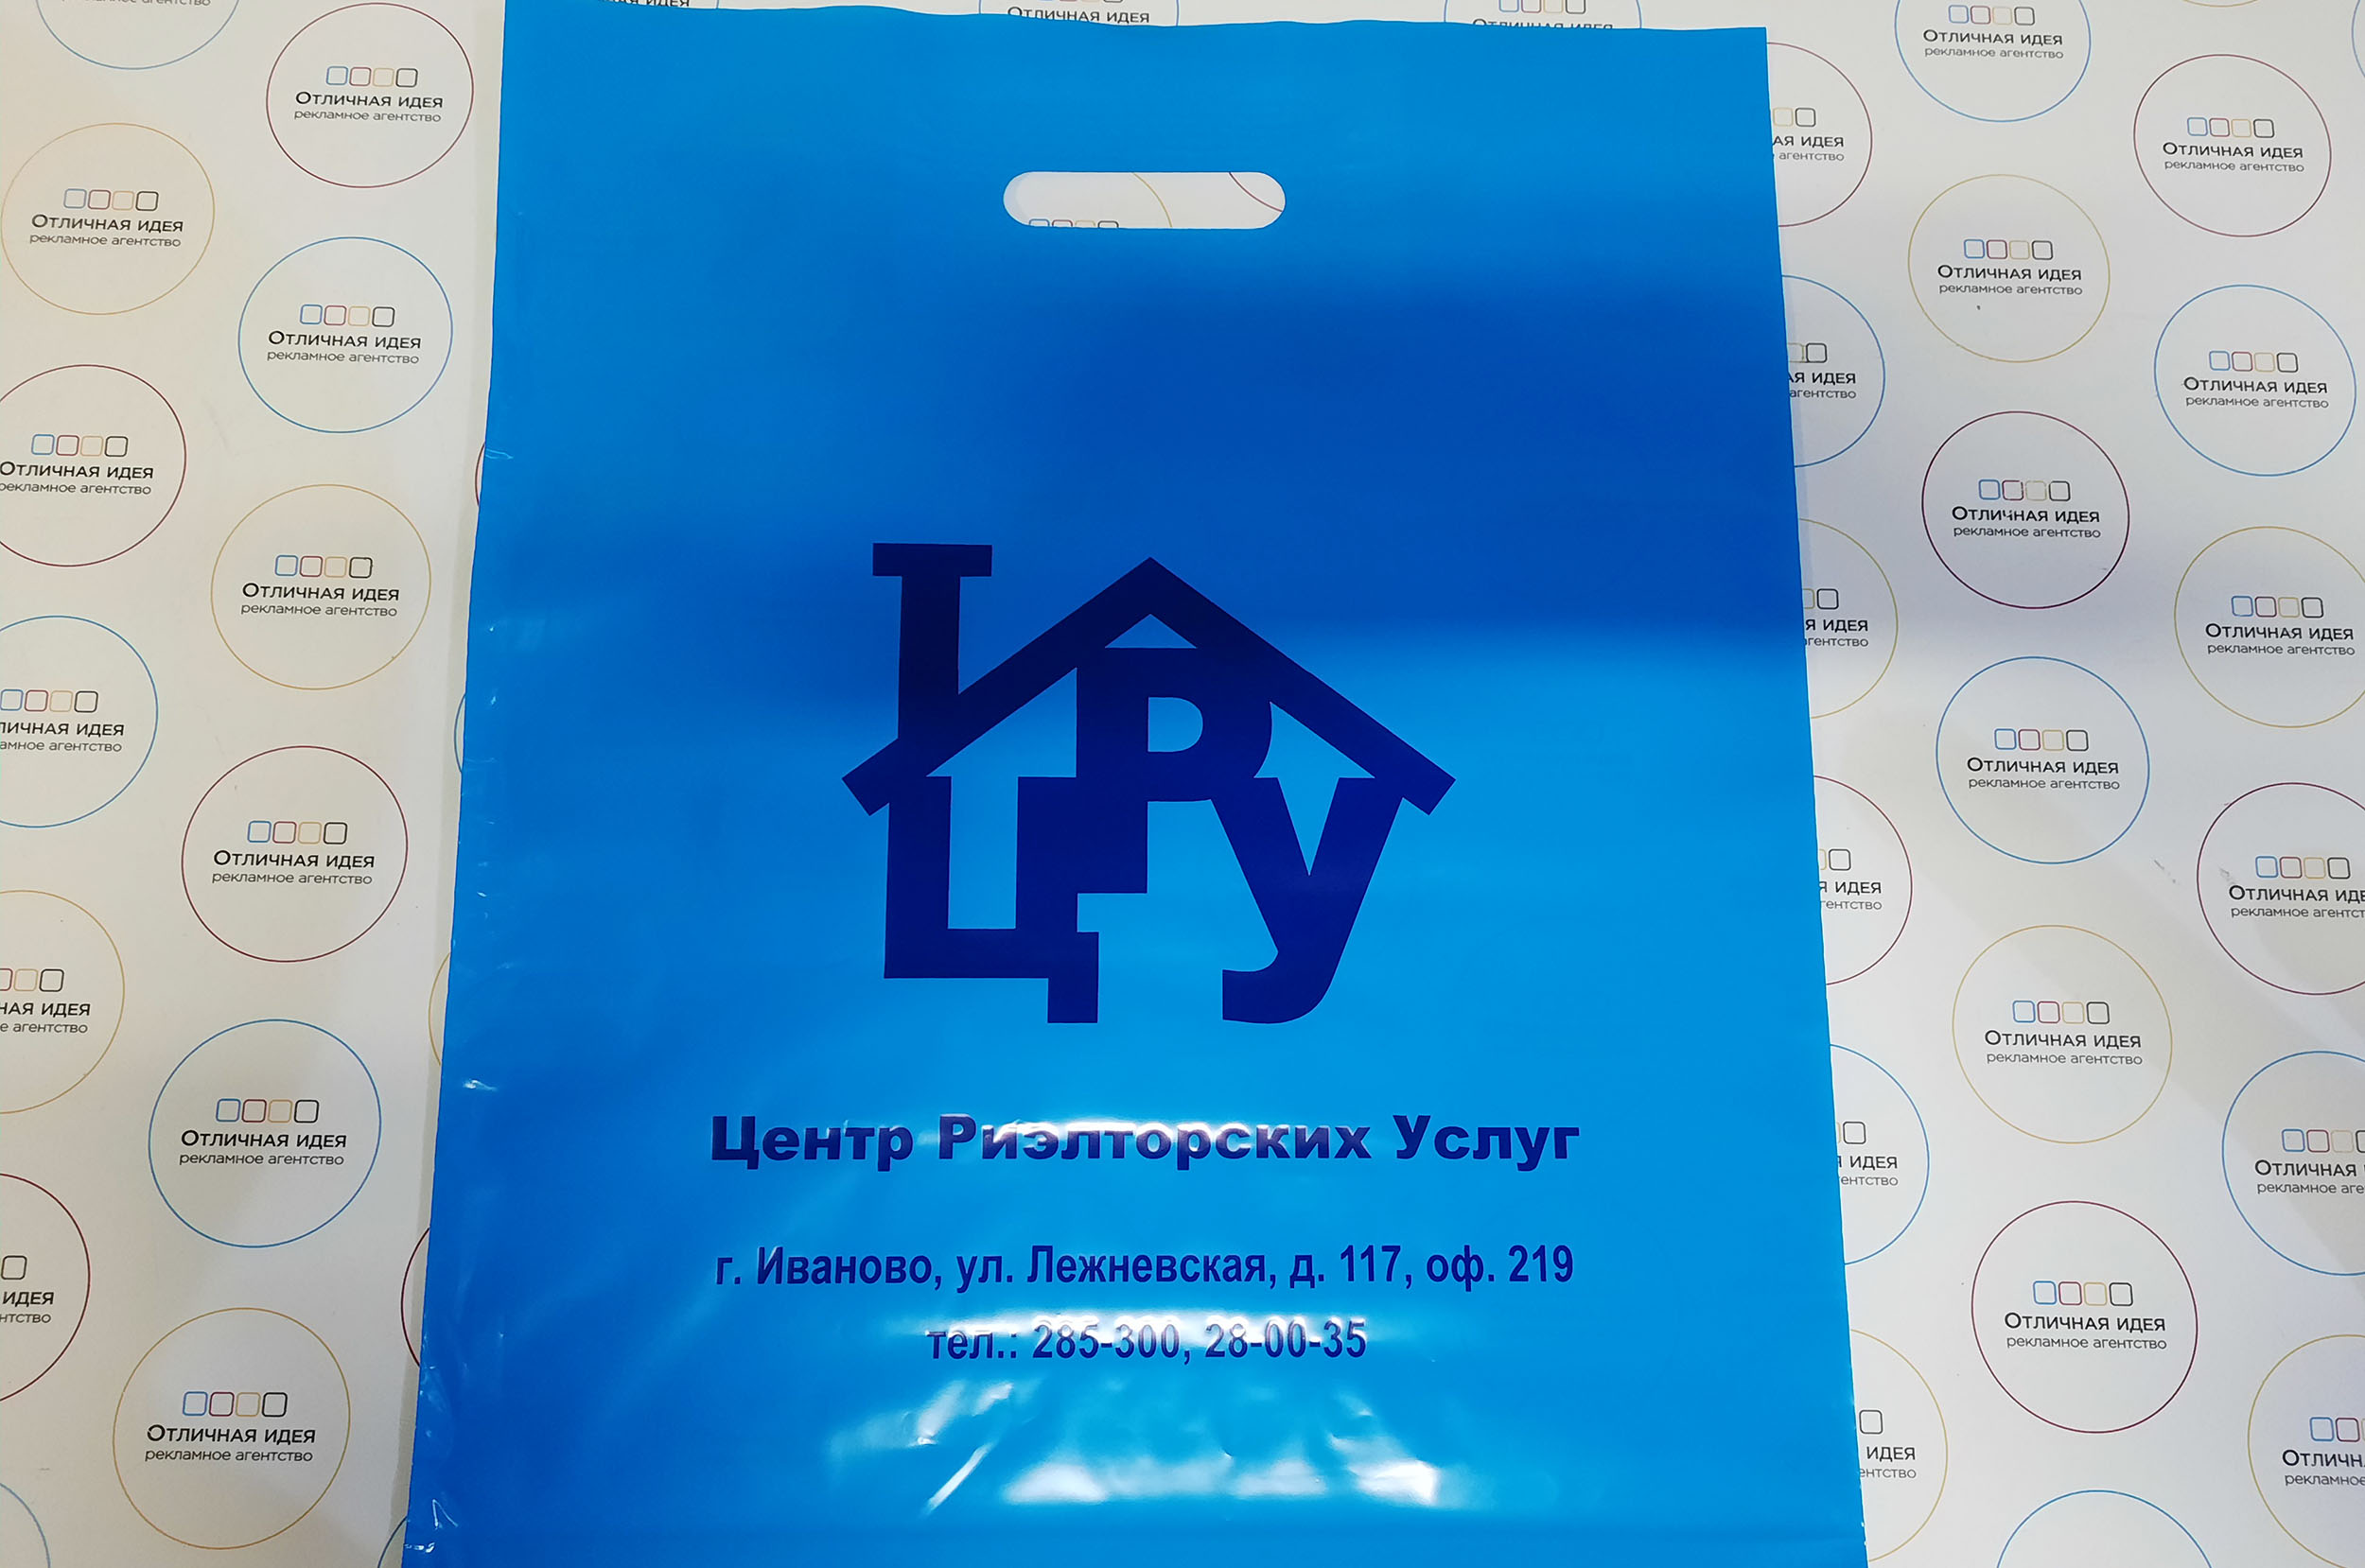 ЦРУ
Центр Риэлторских Услуг
г. Иваново, ул. Лежневская, д. 117, оф. 219
тел.: 285-300, 28-00-35
Отличная идея
рекламное агентство